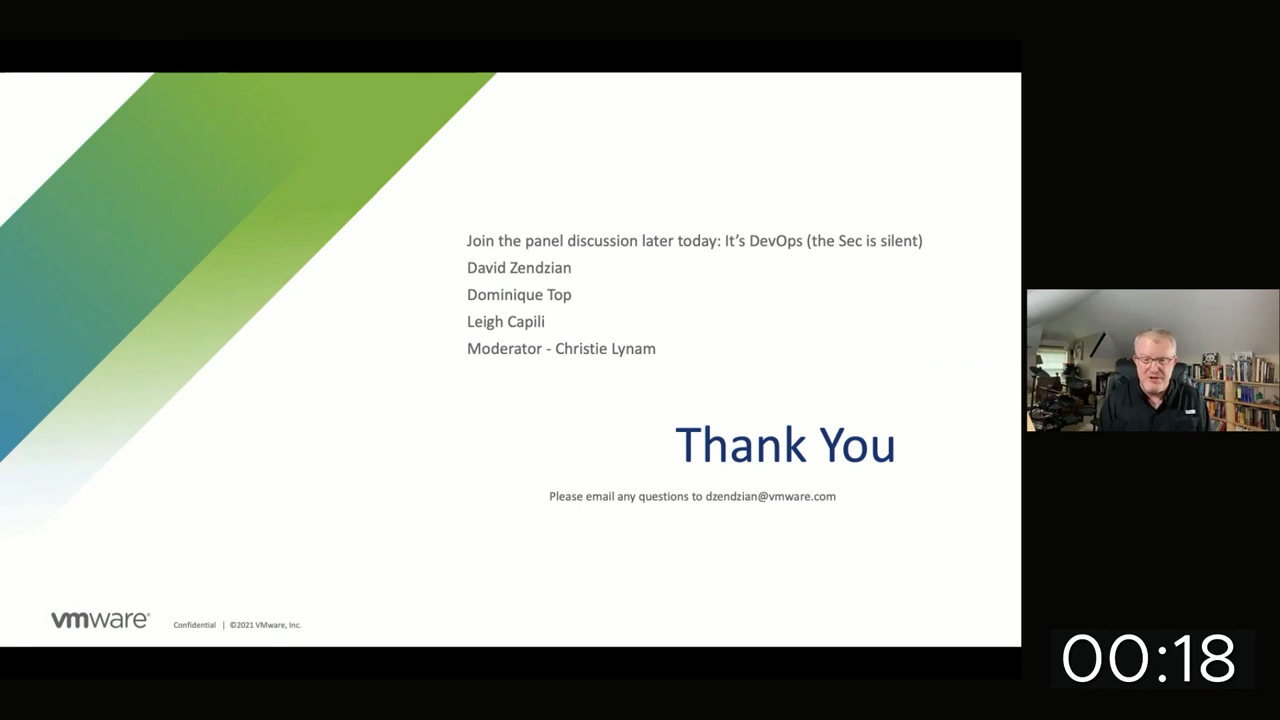 Join the panel discussion later today: It’s DevOps (the Sec is silent)
David Zendzian
Dominique Top
Leigh Capili
Moderator - Christie Lynam
Thank You
Please email any questions to dzendzian@vmware.com
vmware®
Confidential | ©2021 VMware, Inc.
00:18